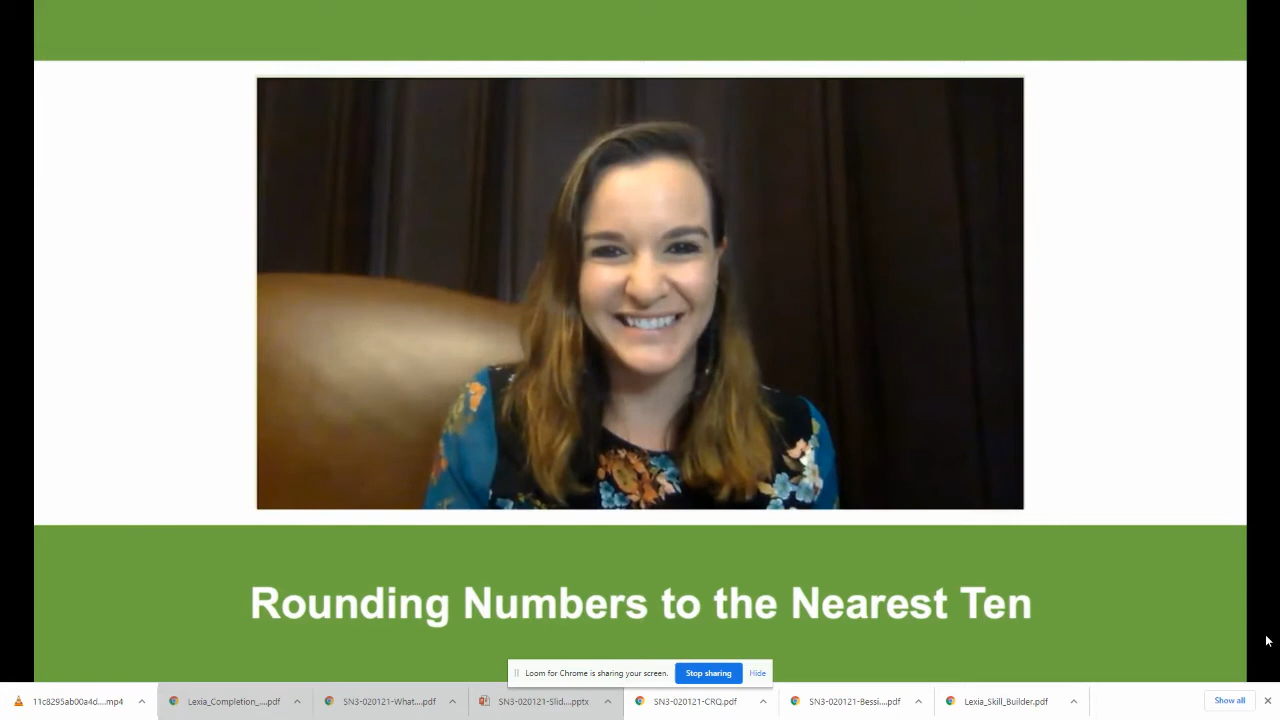 Rounding Numbers to the Nearest Ten
Loom for Chrome is sharing your screen. Stop sharing Hide
11c8295ab00a4d....mp4 Lexia_Completion_....pdf SN3-020121-What....pdf SN3-020121-Slid....pptx SN3-020121-CRQ.pdf SN3-020121-Bessi....pdf Lexia_Skill_Builder.pdf Show all